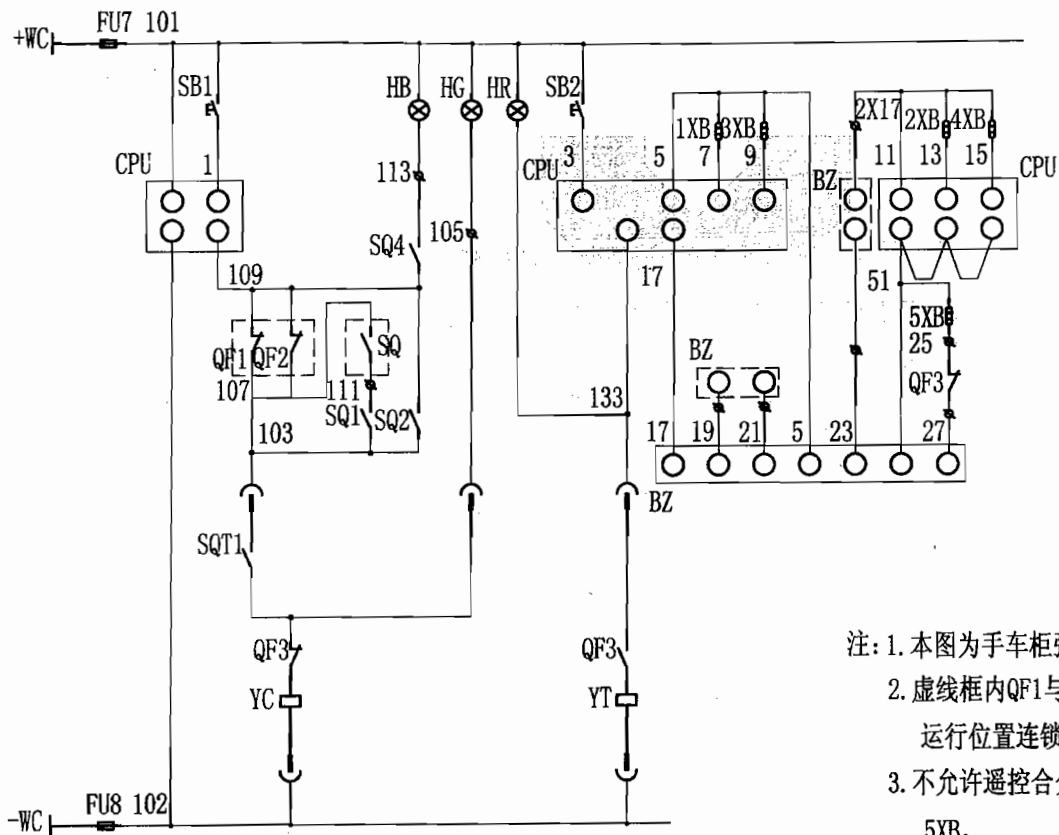 +WC FU7 101
SB1 HB HG HR SB2
2X17
1XB 3XB 2XB 4XB
CPU 1 3 5 7 9 11 13 15
CPU BZ CPU
113
SQ4 105
109 17 51
5XB
25
QF1 QF2 SQ
BZ QF3
107 111 133
SQ1 SQ2
103 17 19 21 5 23 27
BZ
SQT1
QF3 QF3
YC YT
-WC FU8 102
注:1.本图为手车柜
2.虚线框内QF1与
运行位置连锁
3.不允许遥控合
5XB.